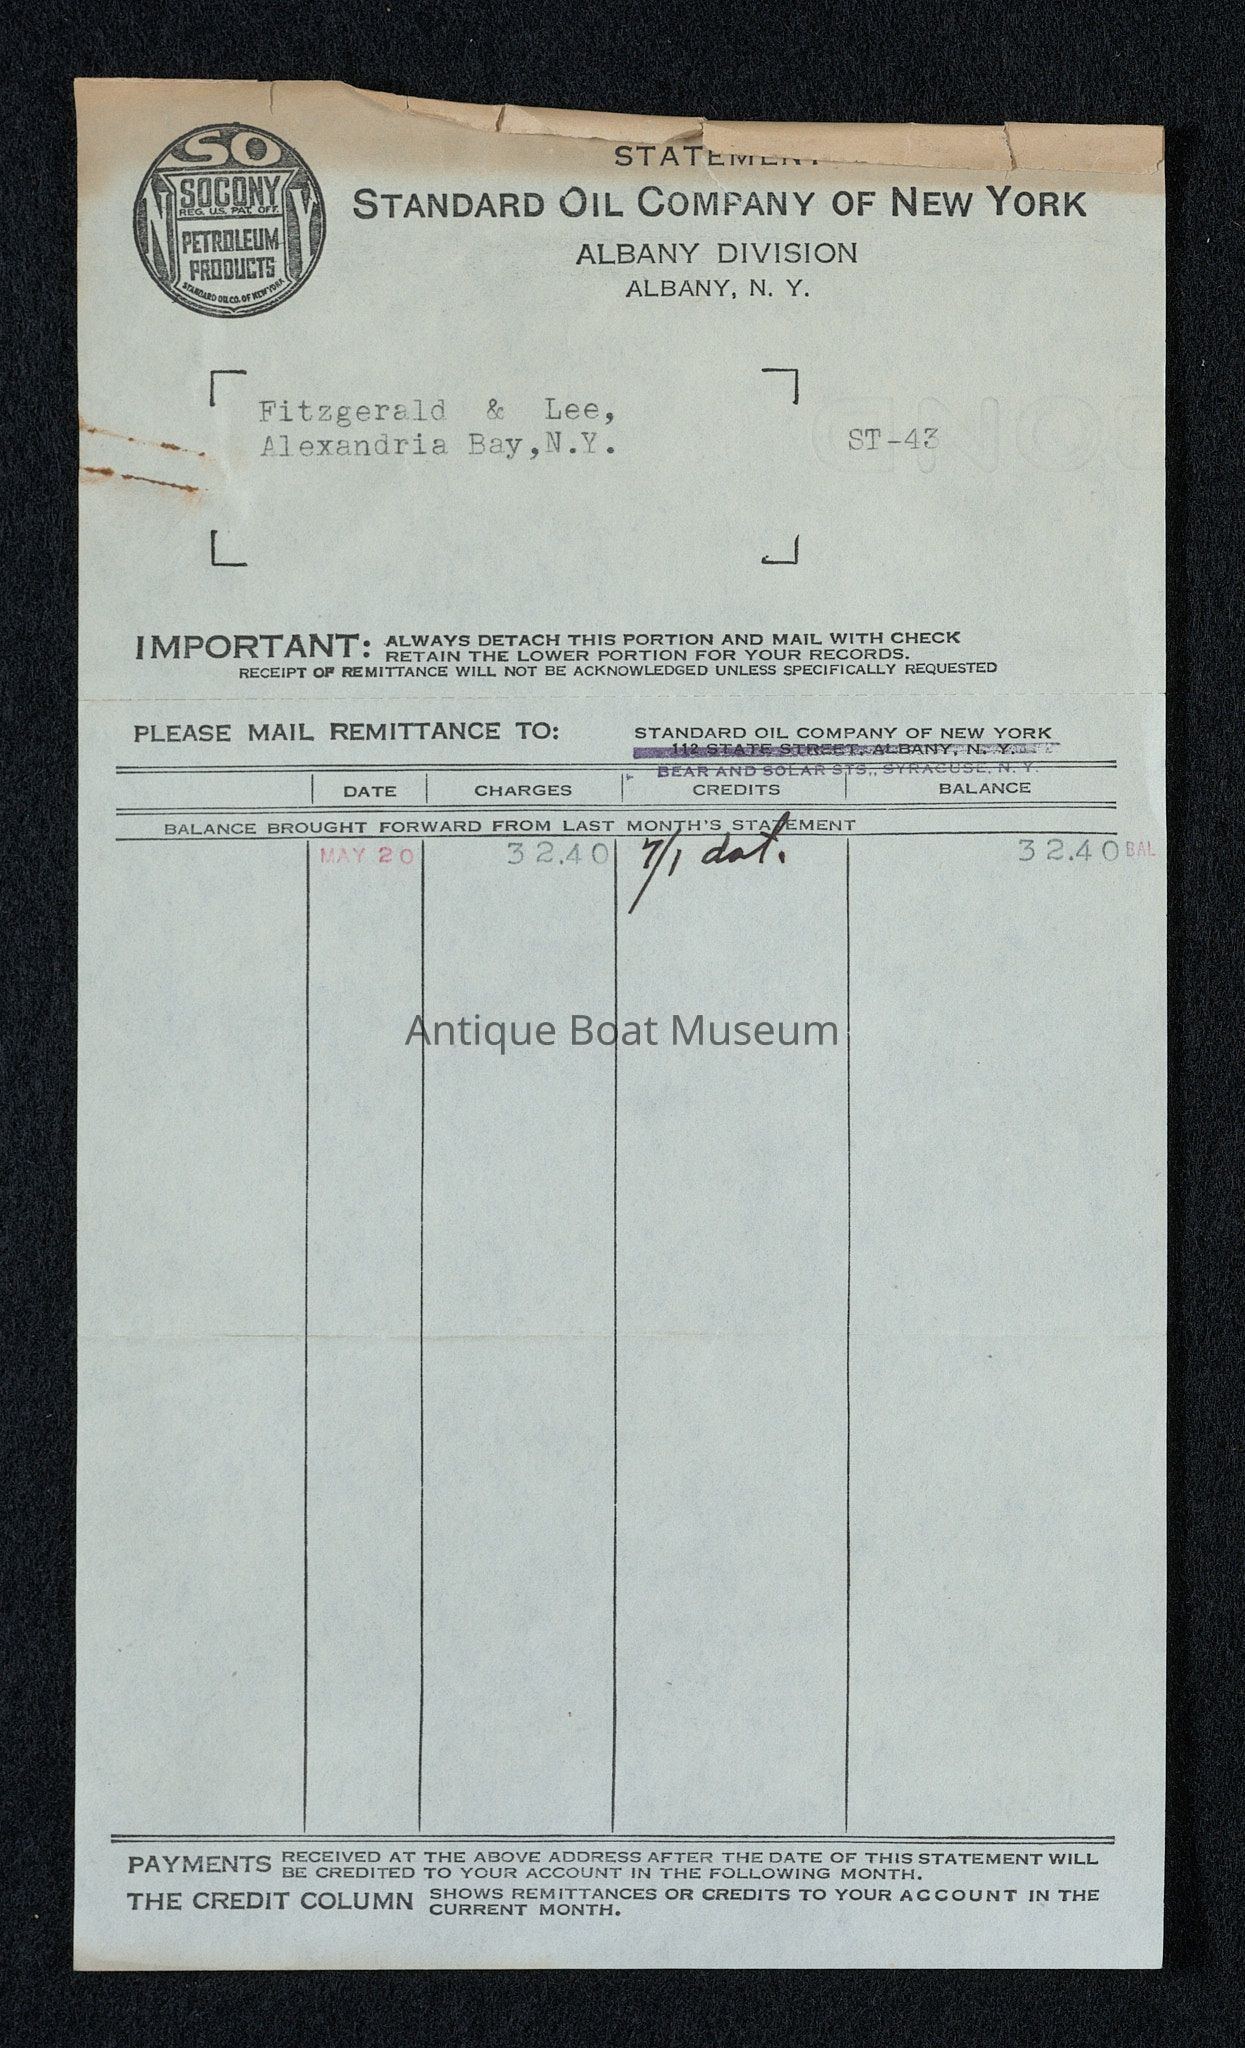 SO
NY
SOCONY
REG. U.S. PAT. OFF.
PETROLEUM
PRODUCTS
STANDARD OIL CO. OF NEW YORK
STATEMENT
STANDARD OIL COMPANY OF NEW YORK
ALBANY DIVISION
ALBANY, N. Y.
Fitzgerald & Lee,
Alexandria Bay,N.Y.
ST-43
IMPORTANT: ALWAYS DETACH THIS PORTION AND MAIL WITH CHECK
RETAIN THE LOWER PORTION FOR YOUR RECORDS.
RECEIPT OF REMITTANCE WILL NOT BE ACKNOWLEDGED UNLESS SPECIFICALLY REQUESTED
PLEASE MAIL REMITTANCE TO: STANDARD OIL COMPANY OF NEW YORK
112 STATE STREET, ALBANY, N. Y.
BEAR AND SOLAR STS., SYRACUSE, N. Y.
DATE CHARGES CREDITS BALANCE
BALANCE BROUGHT FORWARD FROM LAST MONTH'S STATEMENT
MAY 20 32.40 7/1 dat. 32.40 BAL
Antique Boat Museum
PAYMENTS RECEIVED AT THE ABOVE ADDRESS AFTER THE DATE OF THIS STATEMENT WILL
BE CREDITED TO YOUR ACCOUNT IN THE FOLLOWING MONTH.
THE CREDIT COLUMN SHOWS REMITTANCES OR CREDITS TO YOUR ACCOUNT IN THE
CURRENT MONTH.